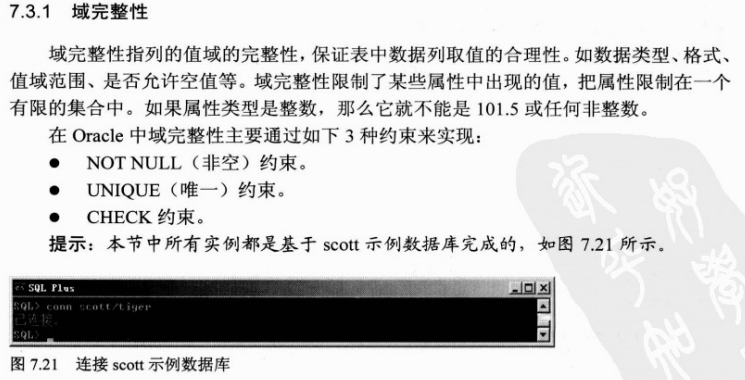 7.3.1 域完整性
域完整性指列的值域的完整性，保证表中数据列取值的合理性。如数据类型、格式、
值域范围、是否允许空值等。域完整性限制了某些属性中出现的值，把属性限制在一个
有限的集合中。如果属性类型是整数，那么它就不能是 101.5 或任何非整数。
在 Oracle 中域完整性主要通过如下 3 种约束来实现：
● NOT NULL（非空）约束。
● UNIQUE（唯一）约束。
● CHECK 约束。
提示：本节中所有实例都是基于 scott 示例数据库完成的，如图 7.21 所示。
SQL Plus
SQL> conn scott/tiger
已连接。
SQL>
图 7.21 连接 scott 示例数据库